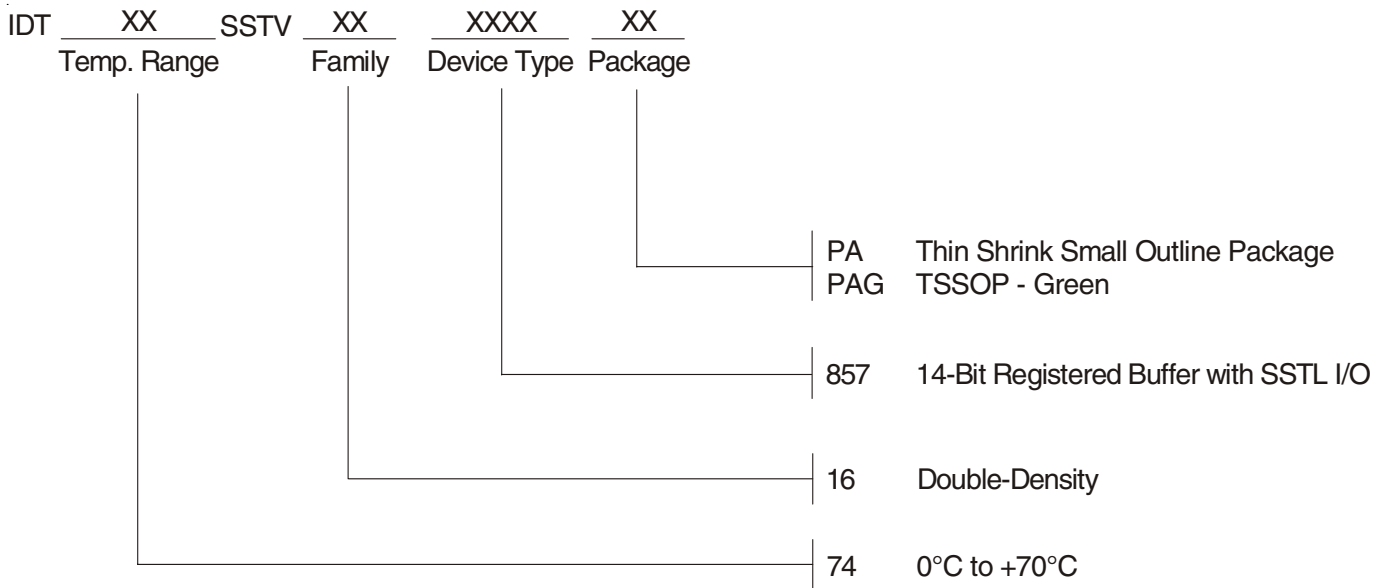 IDT XX SSTV XX XXXX XX
Temp. Range Family Device Type Package
PA Thin Shrink Small Outline Package
PAG TSSOP - Green
857 14-Bit Registered Buffer with SSTL I/O
16 Double-Density
74 0°C to +70°C